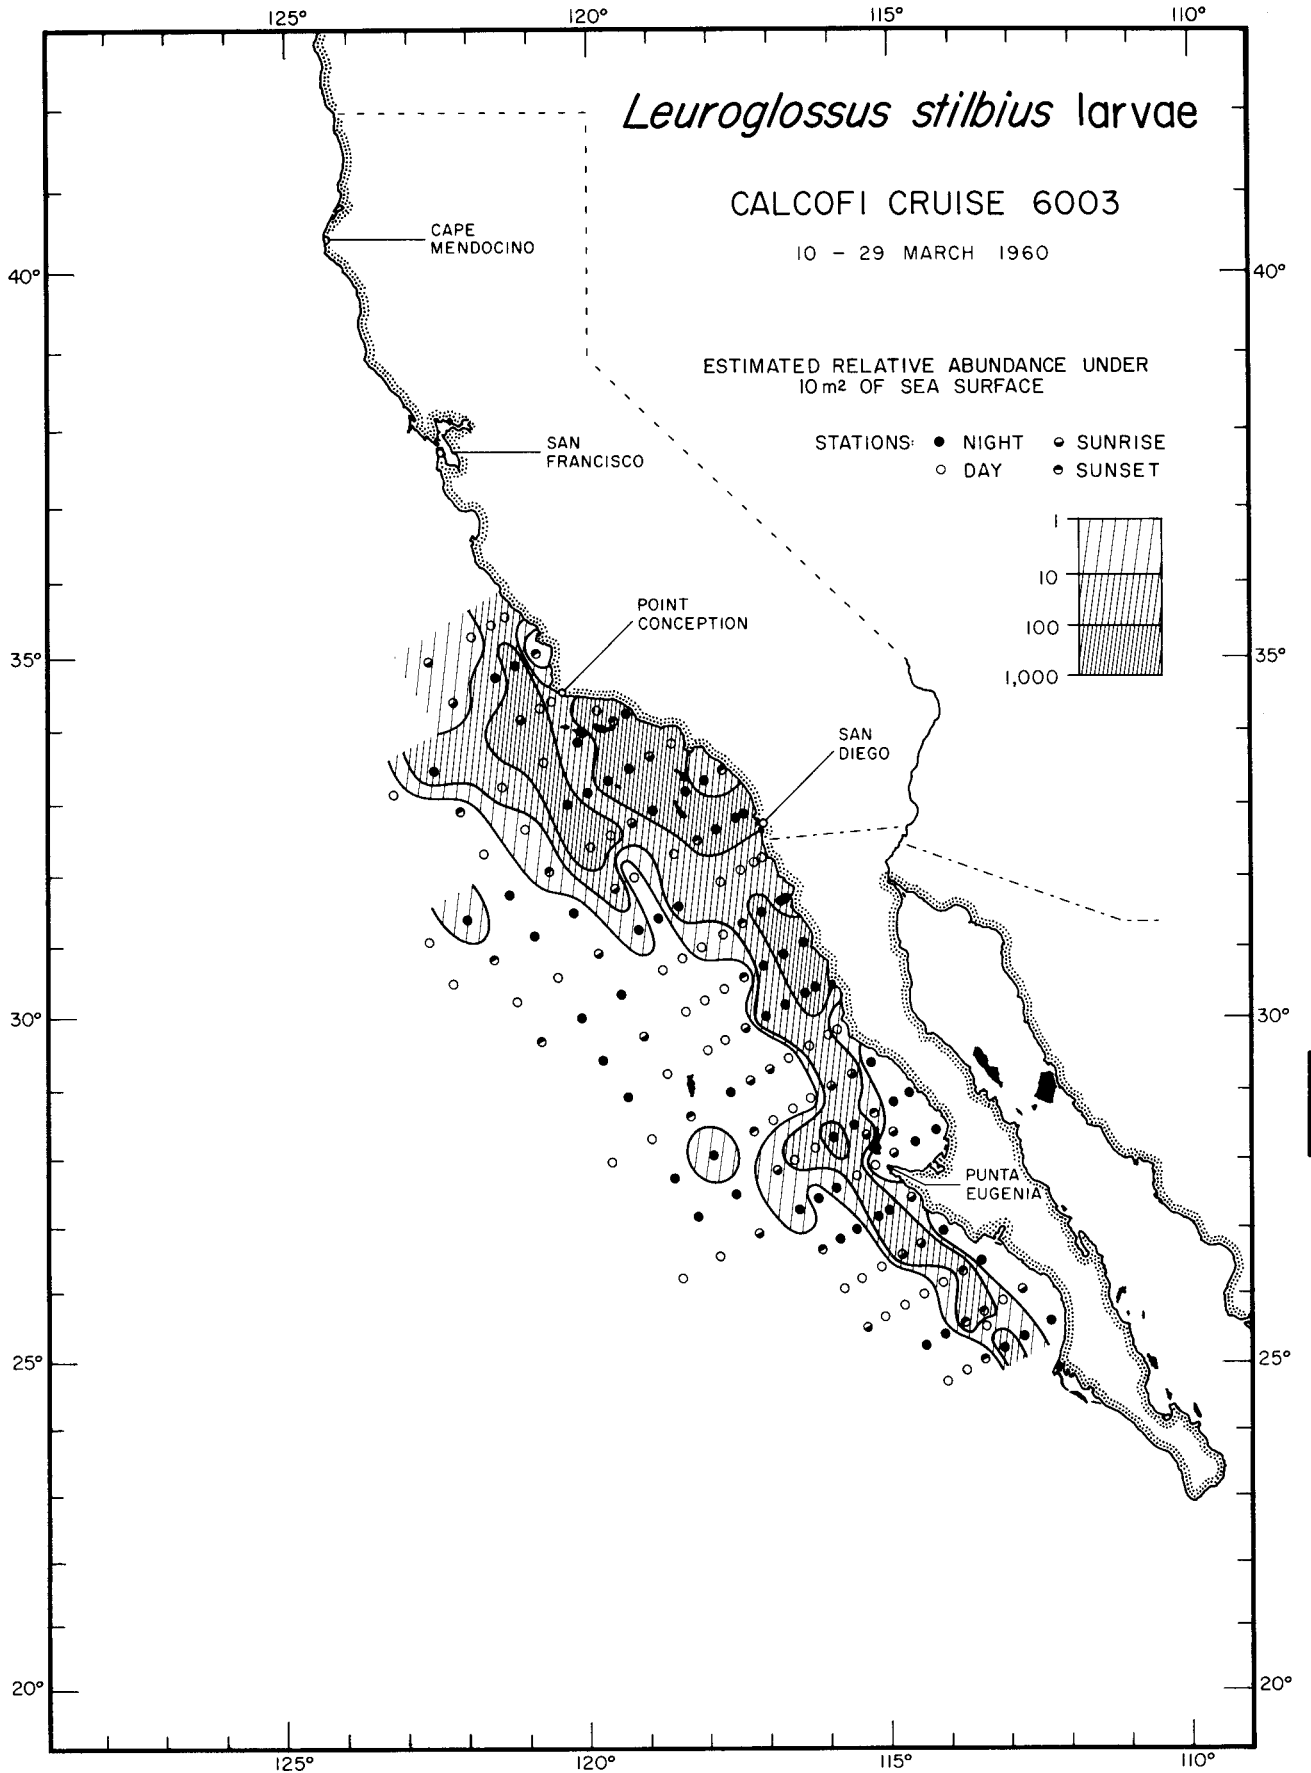 125° 120° 115° 110°
Leuroglossus stilbius larvae
CALCOFI CRUISE 6003
10 – 29 MARCH 1960
CAPE
MENDOCINO
40° 40°
ESTIMATED RELATIVE ABUNDANCE UNDER
10 m² OF SEA SURFACE
STATIONS: ● NIGHT ◒ SUNRISE
○ DAY ◓ SUNSET
SAN
FRANCISCO
1
10
100
1,000
POINT
CONCEPTION
35° 35°
SAN
DIEGO
30° 30°
PUNTA
EUGENIA
25° 25°
20° 20°
125° 120° 115° 110°